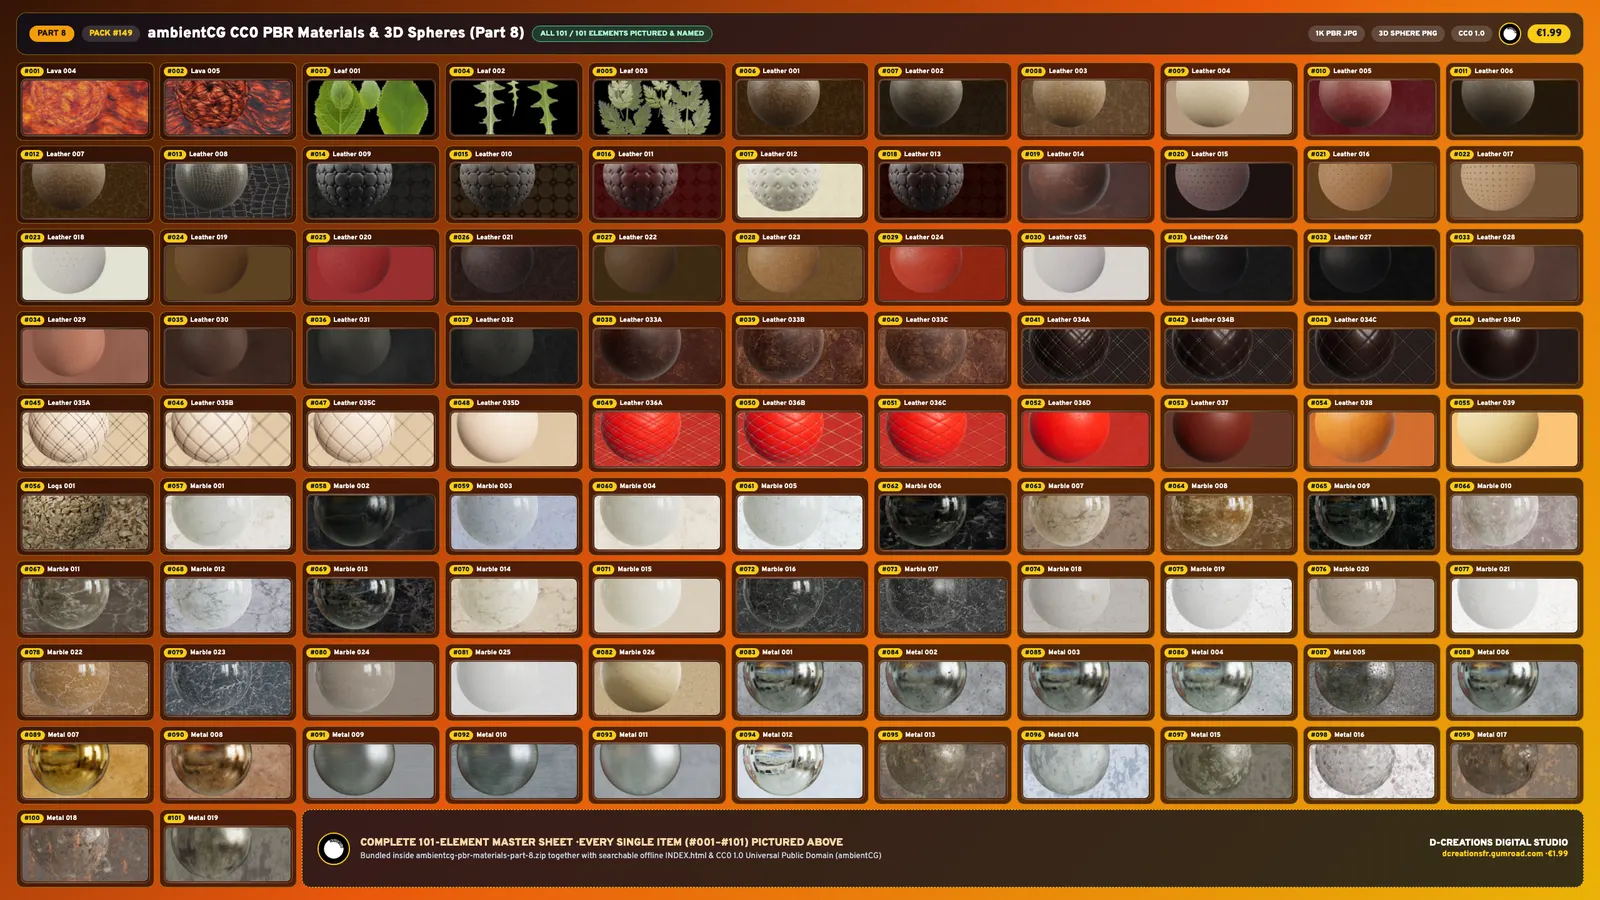 PART 8 PACK #149 ambientCG CC0 PBR Materials & 3D Spheres (Part 8) ALL 101 / 101 ELEMENTS PICTURED & NAMED 1K PBR JPG 3D SPHERE PNG CC0 1.0 €1.99
#001 Lava 004 #002 Lava 005 #003 Leaf 001 #004 Leaf 002 #005 Leaf 003 #006 Leather 001 #007 Leather 002 #008 Leather 003 #009 Leather 004 #010 Leather 005 #011 Leather 006
#012 Leather 007 #013 Leather 008 #014 Leather 009 #015 Leather 010 #016 Leather 011 #017 Leather 012 #018 Leather 013 #019 Leather 014 #020 Leather 015 #021 Leather 016 #022 Leather 017
#023 Leather 018 #024 Leather 019 #025 Leather 020 #026 Leather 021 #027 Leather 022 #028 Leather 023 #029 Leather 024 #030 Leather 025 #031 Leather 026 #032 Leather 027 #033 Leather 028
#034 Leather 029 #035 Leather 030 #036 Leather 031 #037 Leather 032 #038 Leather 033A #039 Leather 033B #040 Leather 033C #041 Leather 034A #042 Leather 034B #043 Leather 034C #044 Leather 034D
#045 Leather 035A #046 Leather 035B #047 Leather 035C #048 Leather 035D #049 Leather 036A #050 Leather 036B #051 Leather 036C #052 Leather 036D #053 Leather 037 #054 Leather 038 #055 Leather 039
#056 Logs 001 #057 Marble 001 #058 Marble 002 #059 Marble 003 #060 Marble 004 #061 Marble 005 #062 Marble 006 #063 Marble 007 #064 Marble 008 #065 Marble 009 #066 Marble 010
#067 Marble 011 #068 Marble 012 #069 Marble 013 #070 Marble 014 #071 Marble 015 #072 Marble 016 #073 Marble 017 #074 Marble 018 #075 Marble 019 #076 Marble 020 #077 Marble 021
#078 Marble 022 #079 Marble 023 #080 Marble 024 #081 Marble 025 #082 Marble 026 #083 Metal 001 #084 Metal 002 #085 Metal 003 #086 Metal 004 #087 Metal 005 #088 Metal 006
#089 Metal 007 #090 Metal 008 #091 Metal 009 #092 Metal 010 #093 Metal 011 #094 Metal 012 #095 Metal 013 #096 Metal 014 #097 Metal 015 #098 Metal 016 #099 Metal 017
#100 Metal 018 #101 Metal 019
COMPLETE 101-ELEMENT MASTER SHEET · EVERY SINGLE ITEM (#001–#101) PICTURED ABOVE
Bundled inside ambientcg-pbr-materials-part-8.zip together with searchable offline INDEX.html & CC0 1.0 Universal Public Domain (ambientCG)
D-CREATIONS DIGITAL STUDIO
dcreationsfr.gumroad.com · €1.99